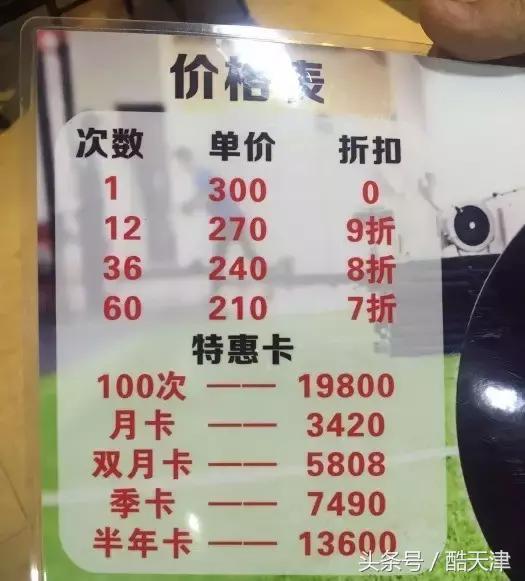 价格表
次数 单价 折扣
1 300 0
12 270 9折
36 240 8折
60 210 7折
特惠卡
100次 —— 19800
月卡 —— 3420
双月卡 —— 5808
季卡 —— 7490
半年卡 —— 13600
头条号/酷天津